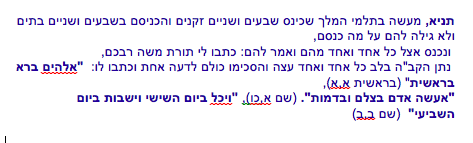 תניא, מעשה בתלמי המלך שכינס שבעים ושניים זקנים והכניסם בשבעים ושניים בתים
ולא גילה להם על מה כנסם,
ונכנס אצל כל אחד ואחד מהם ואמר להם: כתבו לי תורת משה רבכם,
נתן הקב"ה בלב כל אחד ואחד עצה והסכימו כולם לדעה אחת וכתבו לו: "אלהים ברא
בראשית" (בראשית א,א),
"אעשה אדם בצלם ובדמות". (שם א,כו), "ויכל ביום השישי וישבות ביום
השביעי" (שם ב,ב)